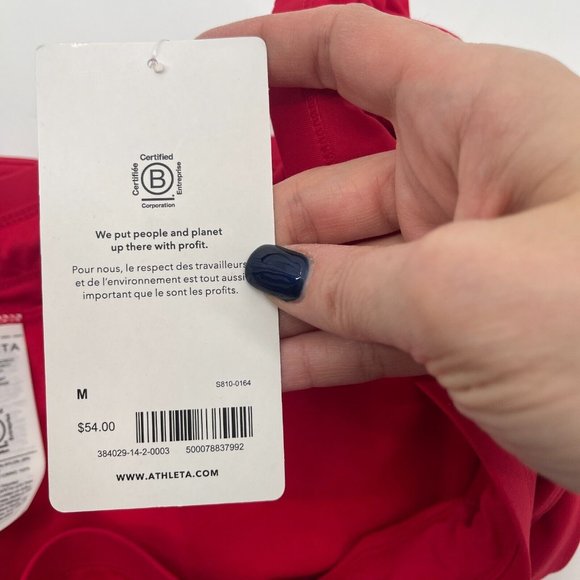 Certified
Certifiée
B
Entreprise
Corporation
We put people and planet
up there with profit.
Pour nous, le respect des travailleurs
et de l'environnement est tout aussi
important que le sont les profits.
S810-0164
M
$54.00
384029-14-2-0003 500078837992
WWW.ATHLETA.COM
ETA